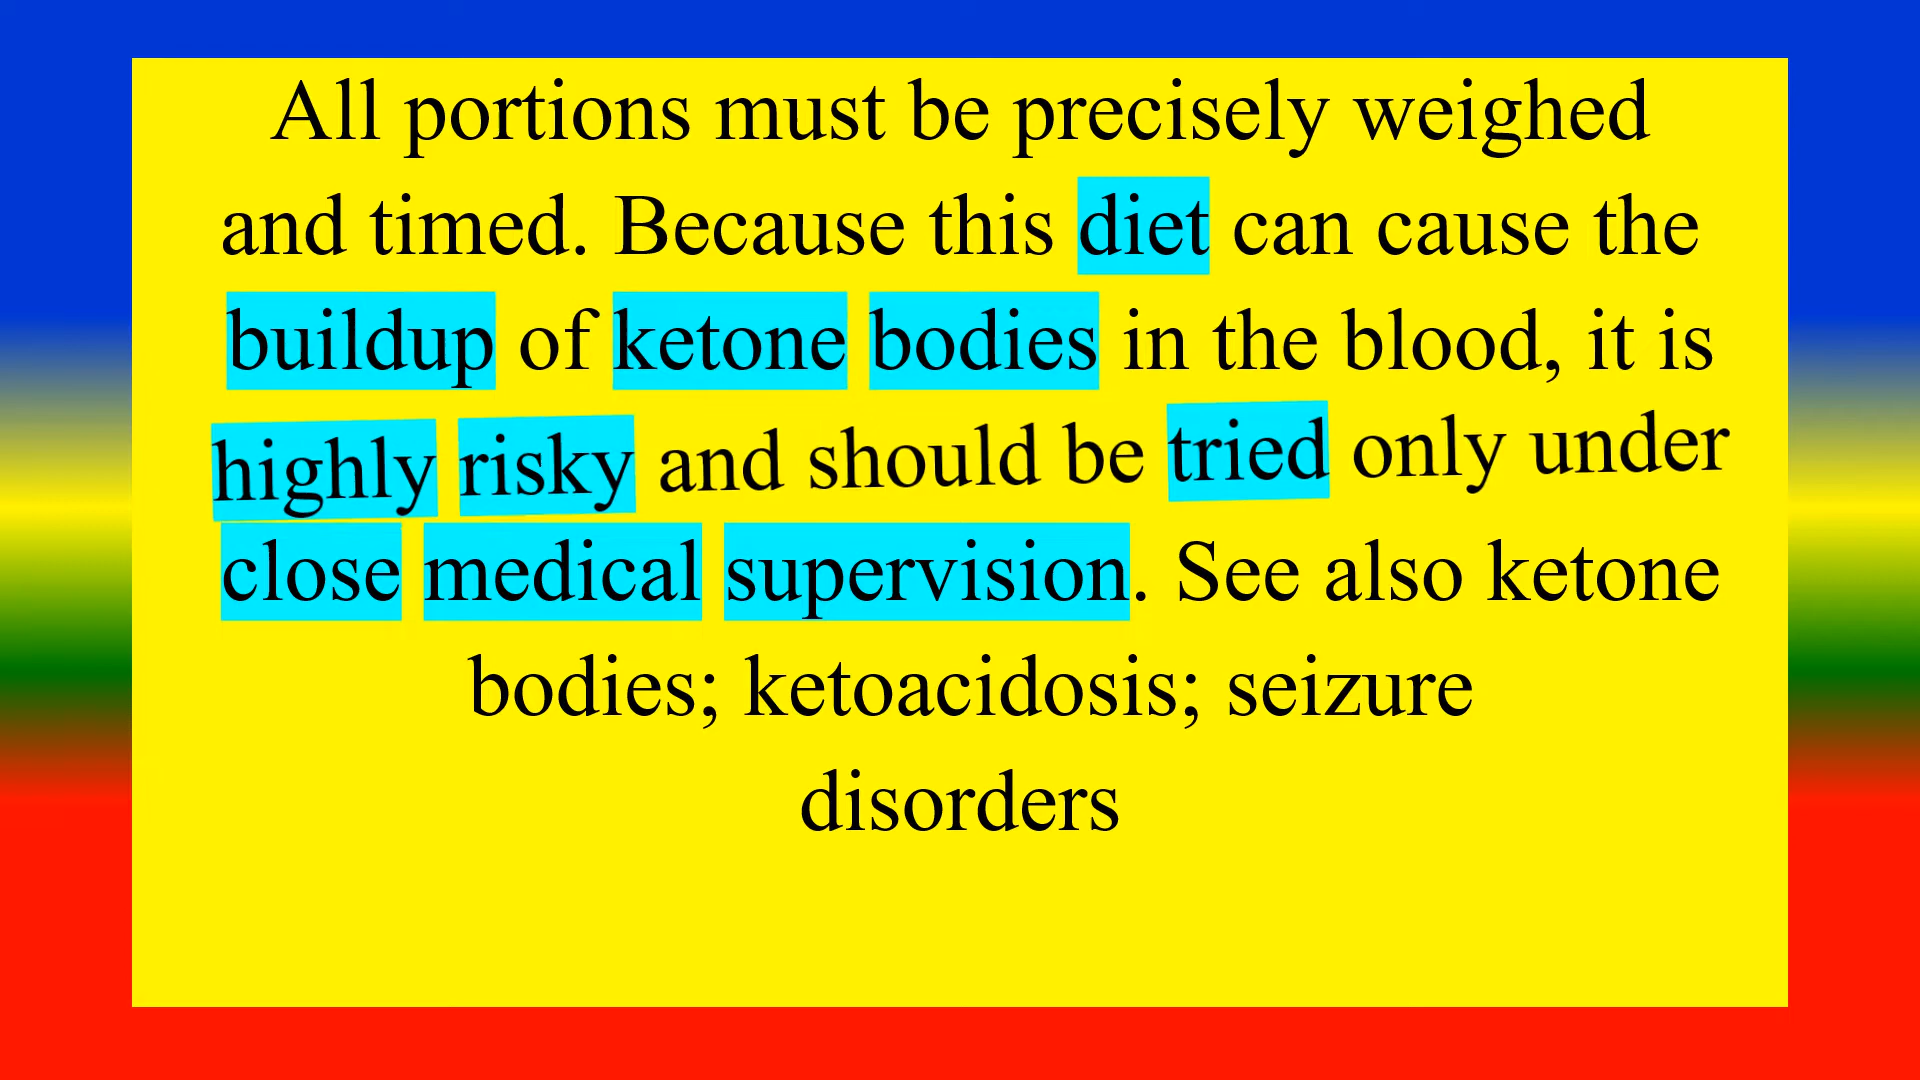 All portions must be precisely weighed
and timed. Because this diet can cause the
buildup of ketone bodies in the blood, it is
highly risky and should be tried only under
close medical supervision. See also ketone
bodies; ketoacidosis; seizure
disorders